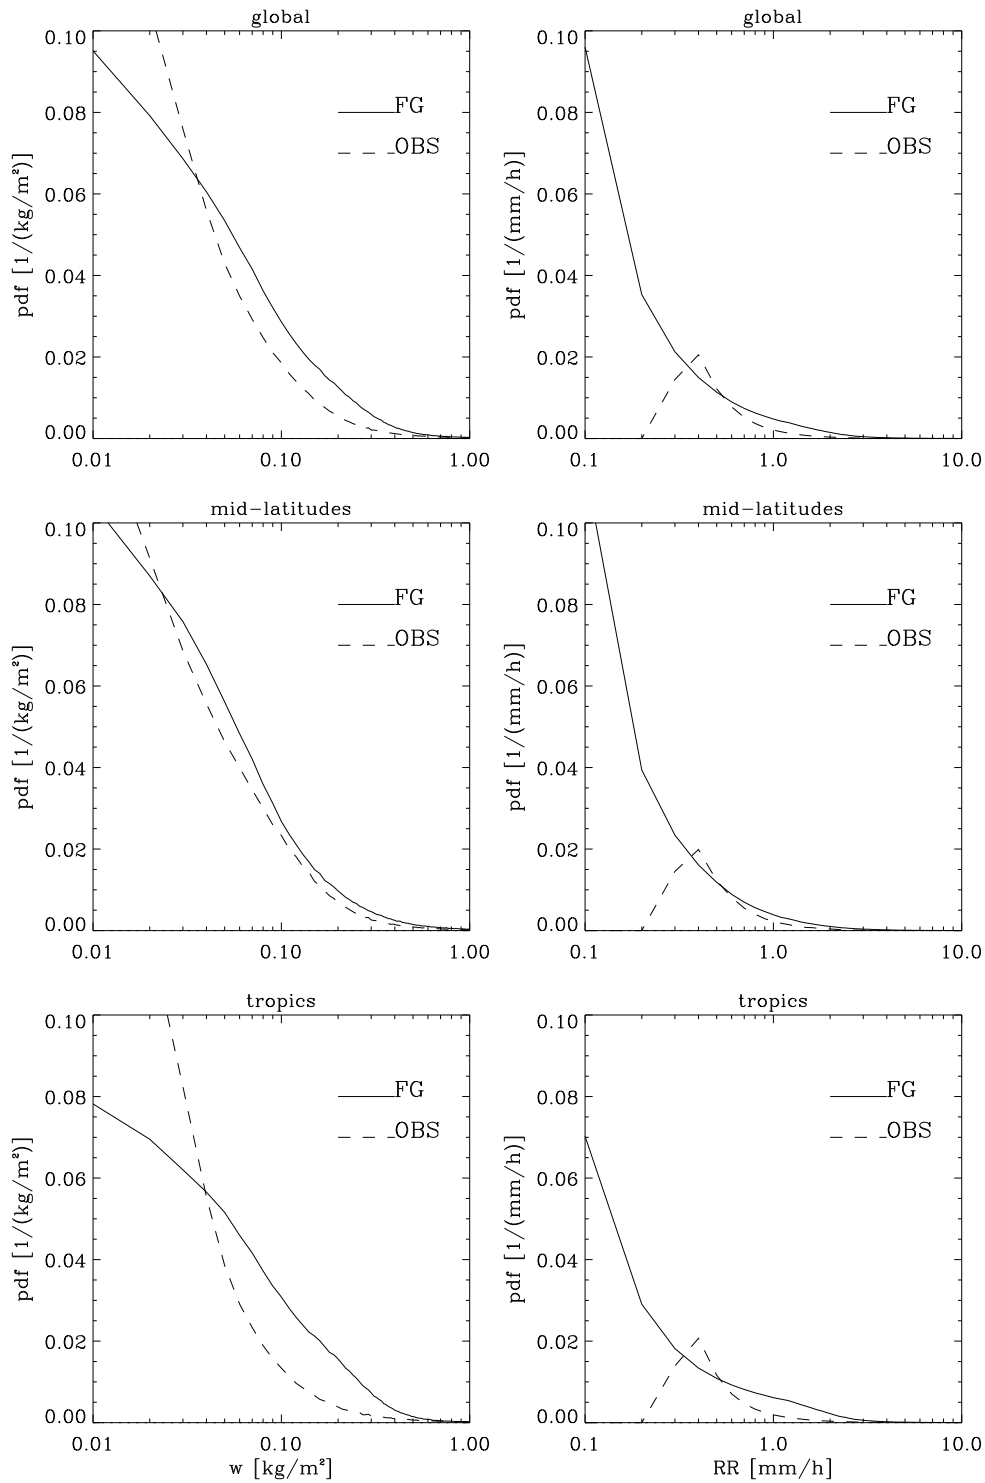 global
0.10
0.08
0.06
0.04
0.02
0.00
0.01
0.10
1.00
pdf [1/(kg/m²)]
FG
OBS
global
0.10
0.08
0.06
0.04
0.02
0.00
0.1
1.0
10.0
pdf [1/(mm/h)]
FG
OBS
mid-latitudes
0.10
0.08
0.06
0.04
0.02
0.00
0.01
0.10
1.00
pdf [1/(kg/m²)]
FG
OBS
mid-latitudes
0.10
0.08
0.06
0.04
0.02
0.00
0.1
1.0
10.0
pdf [1/(mm/h)]
FG
OBS
tropics
0.10
0.08
0.06
0.04
0.02
0.00
0.01
0.10
1.00
pdf [1/(kg/m²)]
w [kg/m²]
FG
OBS
tropics
0.10
0.08
0.06
0.04
0.02
0.00
0.1
1.0
10.0
pdf [1/(mm/h)]
RR [mm/h]
FG
OBS